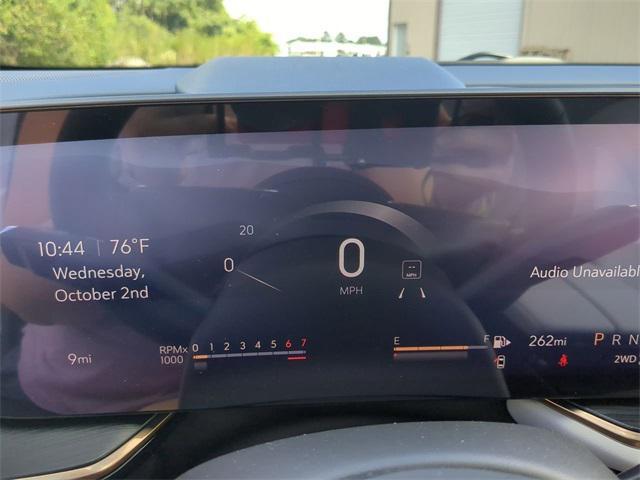 20
10:44 | 76°F
Wednesday,
October 2nd
0
0
MPH
--
MPH
Audio Unavailabl
9mi
RPMx
1000
0 1 2 3 4 5 6 7
E F
262mi
P R N
2WD